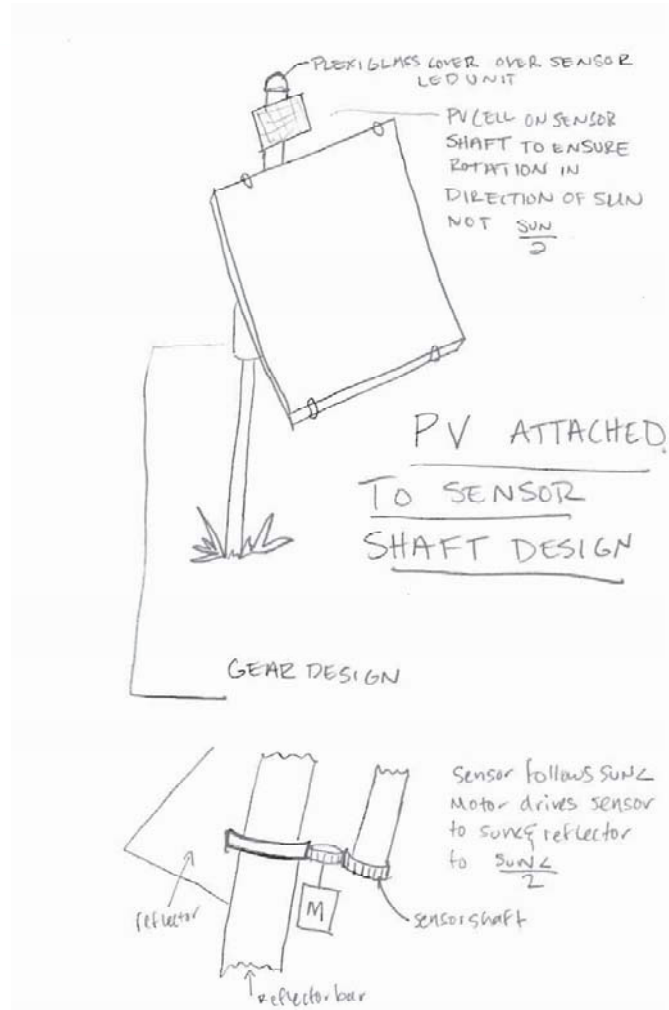 PLEXIGLASS COVER OVER SENSOR
LED UNIT
PV CELL ON SENSOR
SHAFT TO ENSURE
ROTATION IN
DIRECTION OF SUN
NOT SUN
2
PV ATTACHED
TO SENSOR
SHAFT DESIGN
GEAR DESIGN
Sensor follows SUN∠
Motor drives sensor
to sun∠ & reflector
to SUN∠
2
reflector
M
sensor shaft
reflector bar